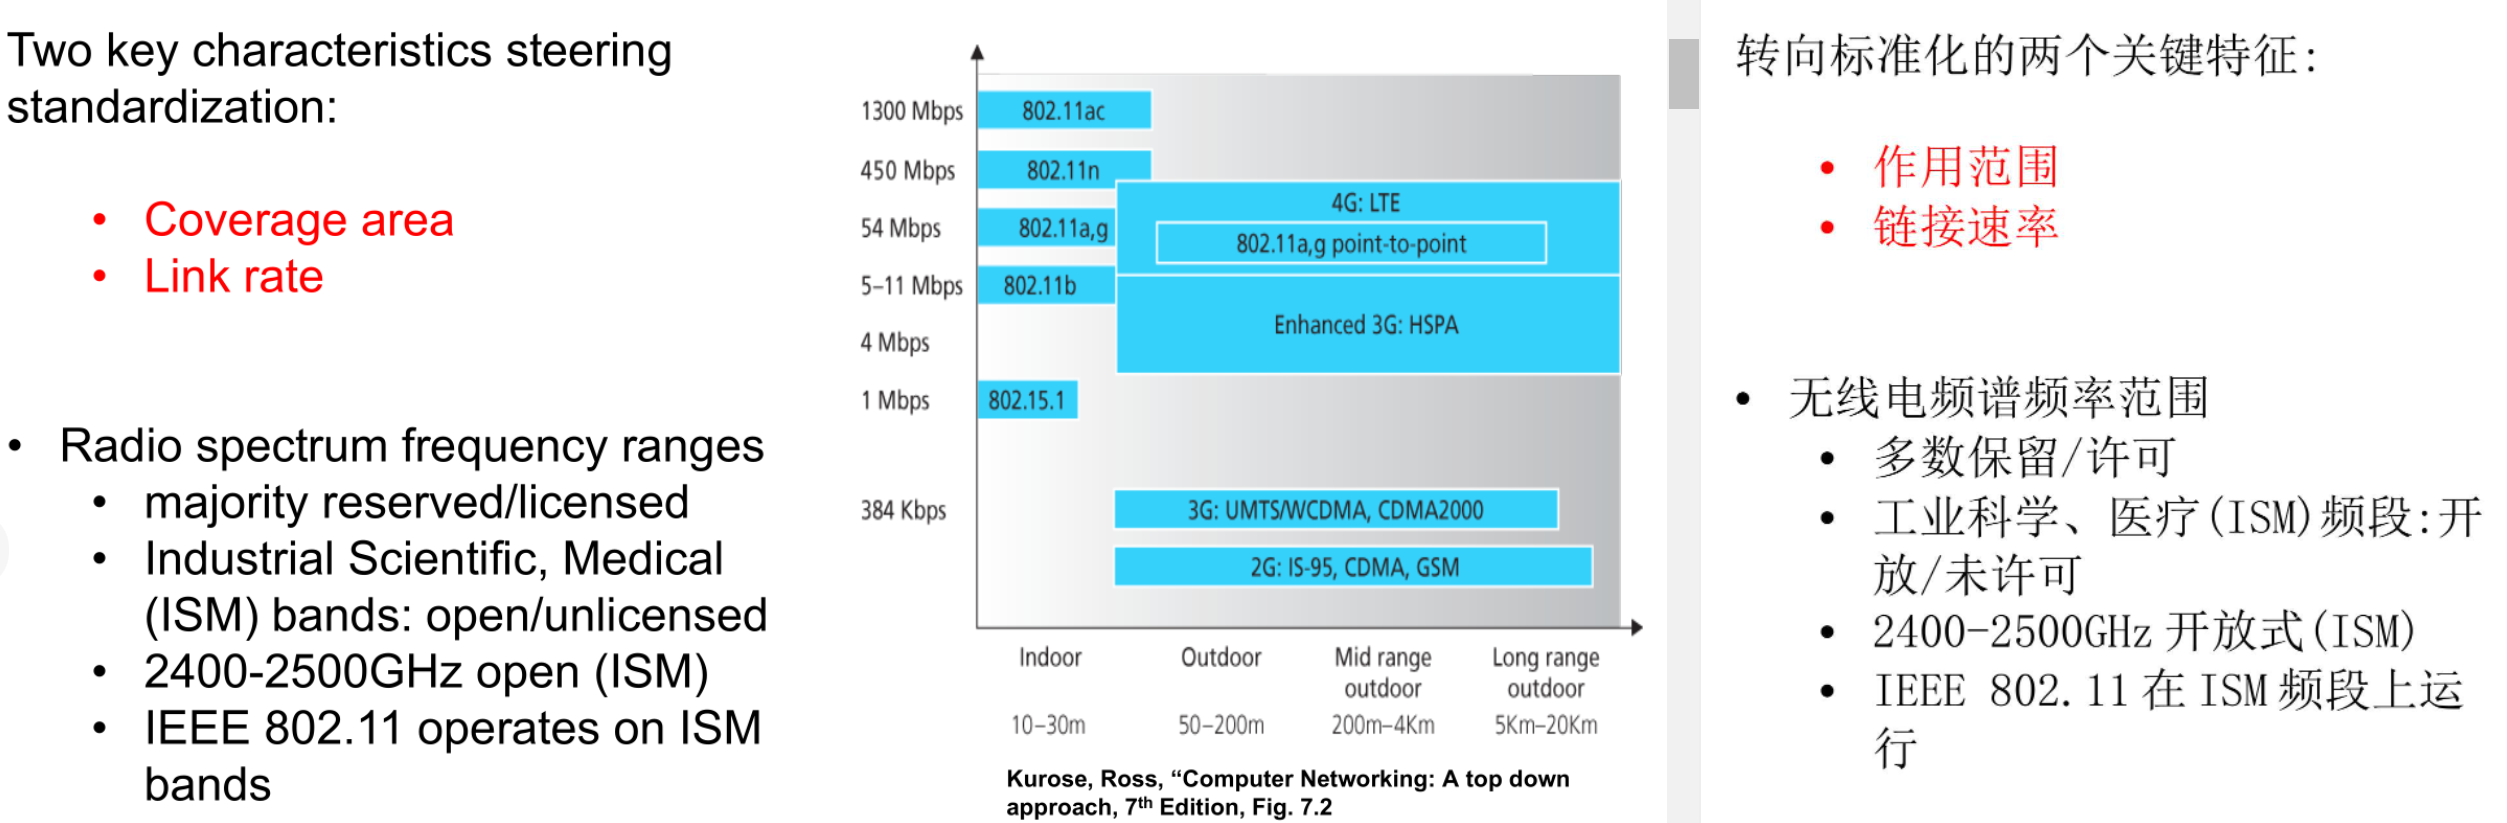 Two key characteristics steering
standardization:
• Coverage area
• Link rate
• Radio spectrum frequency ranges
• majority reserved/licensed
• Industrial Scientific, Medical
(ISM) bands: open/unlicensed
• 2400-2500GHz open (ISM)
• IEEE 802.11 operates on ISM
bands
1300 Mbps
802.11ac
450 Mbps
802.11n
4G: LTE
54 Mbps
802.11a,g
802.11a,g point-to-point
5–11 Mbps
802.11b
Enhanced 3G: HSPA
4 Mbps
1 Mbps
802.15.1
384 Kbps
3G: UMTS/WCDMA, CDMA2000
2G: IS-95, CDMA, GSM
Indoor
Outdoor
Mid range
outdoor
Long range
outdoor
10–30m
50–200m
200m–4Km
5Km–20Km
Kurose, Ross, “Computer Networking: A top down
approach, 7th Edition, Fig. 7.2
转向标准化的两个关键特征:
• 作用范围
• 链接速率
• 无线电频谱频率范围
• 多数保留/许可
• 工业科学、医疗(ISM)频段:开
放/未许可
• 2400-2500GHz 开放式(ISM)
• IEEE 802.11 在 ISM 频段上运
行